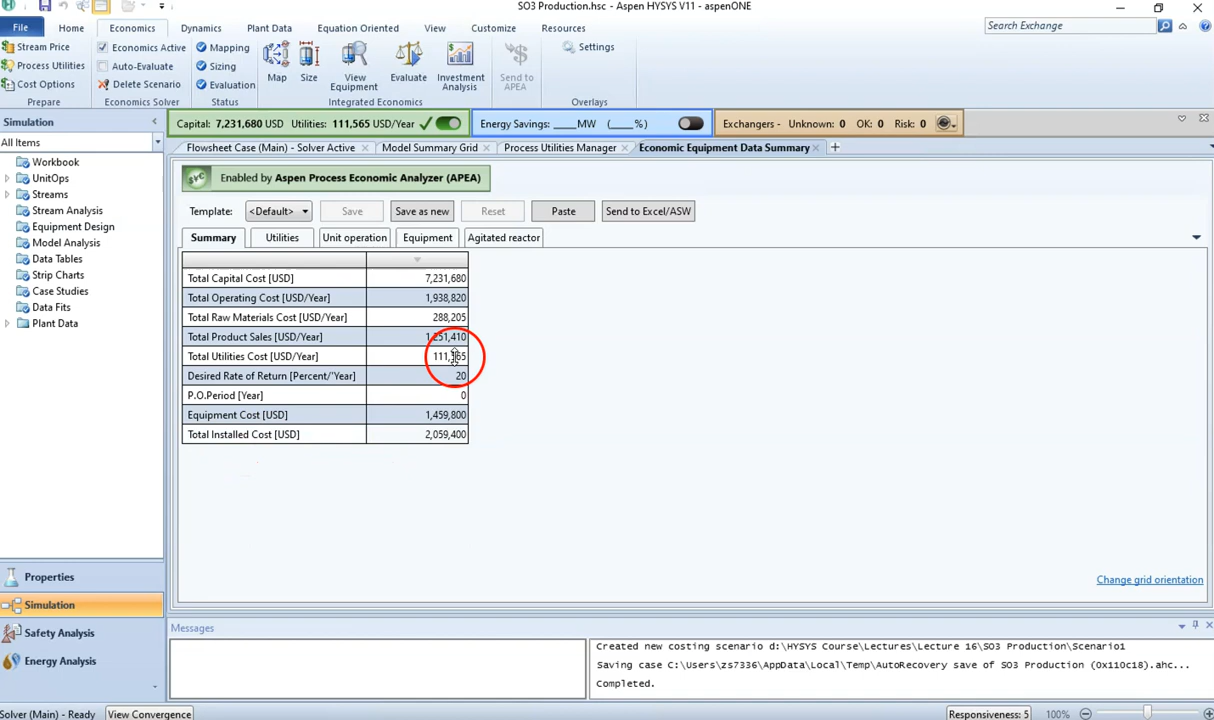 SO3 Production.hsc - Aspen HYSYS V11 - aspenONE
File Home Economics Dynamics Plant Data Equation Oriented View Customize Resources Search Exchange
Stream Price Economics Active Mapping Settings
Process Utilities Auto-Evaluate Sizing
Cost Options Delete Scenario Evaluation
Map Size View Equipment Evaluate Investment Analysis Send to APEA
Prepare Economics Solver Status Integrated Economics Overlays
Simulation
Capital: 7,231,680 USD Utilities: 111,565 USD/Year Energy Savings: ____MW (____%) Exchangers - Unknown: 0 OK: 0 Risk: 0
All Items
Flowsheet Case (Main) - Solver Active Model Summary Grid Process Utilities Manager Economic Equipment Data Summary
Workbook
UnitOps
Streams
Stream Analysis
Equipment Design
Model Analysis
Data Tables
Strip Charts
Case Studies
Data Fits
Plant Data
Enabled by Aspen Process Economic Analyzer (APEA)
Template: <Default> Save Save as new Reset Paste Send to Excel/ASW
Summary Utilities Unit operation Equipment Agitated reactor
Total Capital Cost [USD] 7,231,680
Total Operating Cost [USD/Year] 1,938,820
Total Raw Materials Cost [USD/Year] 288,205
Total Product Sales [USD/Year] 1,251,410
Total Utilities Cost [USD/Year] 111,565
Desired Rate of Return [Percent/'Year] 20
P.O.Period [Year] 0
Equipment Cost [USD] 1,459,800
Total Installed Cost [USD] 2,059,400
Change grid orientation
Properties
Simulation
Safety Analysis
Energy Analysis
Messages
Created new costing scenario d:\HYSYS Course\Lectures\Lecture 16\SO3 Production\Scenario1
Saving case C:\Users\zs7336\AppData\Local\Temp\AutoRecovery save of SO3 Production (0x110c18).ahc...
Completed.
Solver (Main) - Ready View Convergence Responsiveness: 5 100%